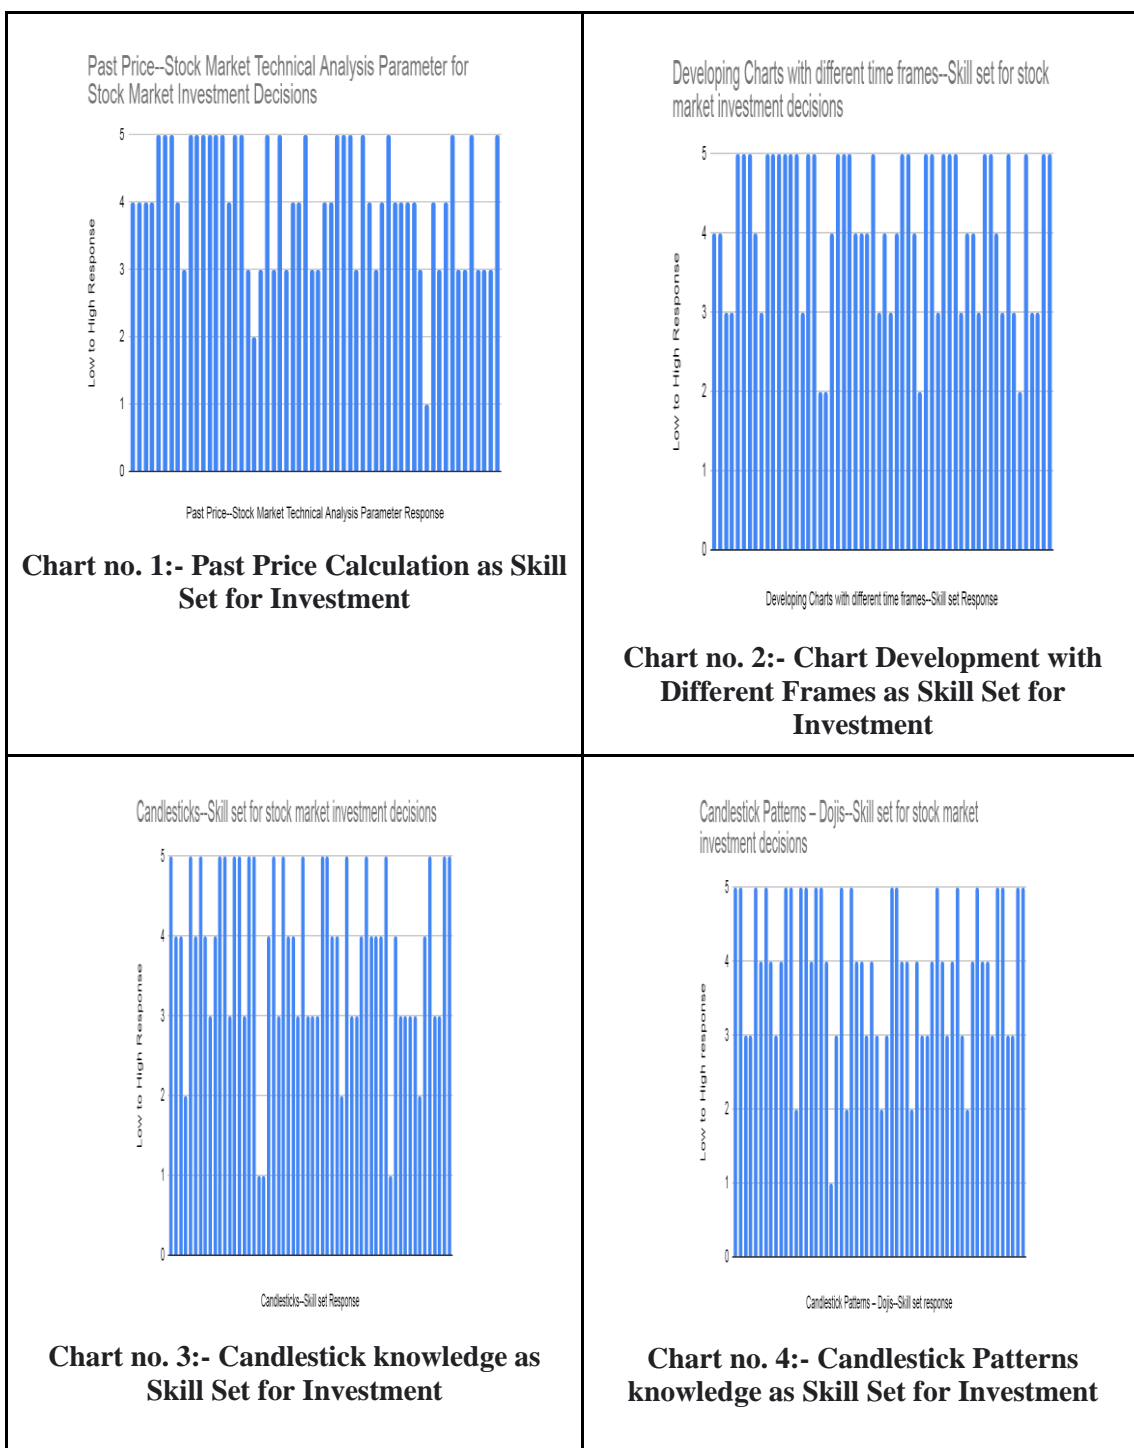 Past Price--Stock Market Technical Analysis Parameter for
Stock Market Investment Decisions
5
4
3
2
1
0
Low to High Response
Past Price--Stock Market Technical Analysis Parameter Response
Chart no. 1:- Past Price Calculation as Skill
Set for Investment
Developing Charts with different time frames--Skill set for stock
market investment decisions
5
4
3
2
1
0
Low to High Response
Developing Charts with different time frames--Skill set Response
Chart no. 2:- Chart Development with
Different Frames as Skill Set for
Investment
Candlesticks--Skill set for stock market investment decisions
5
4
3
2
1
0
Low to High Response
Candlesticks--Skill set Response
Chart no. 3:- Candlestick knowledge as
Skill Set for Investment
Candlestick Patterns – Dojis--Skill set for stock market
investment decisions
5
4
3
2
1
0
Low to High response
Candlestick Patterns – Dojis--Skill set response
Chart no. 4:- Candlestick Patterns
knowledge as Skill Set for Investment